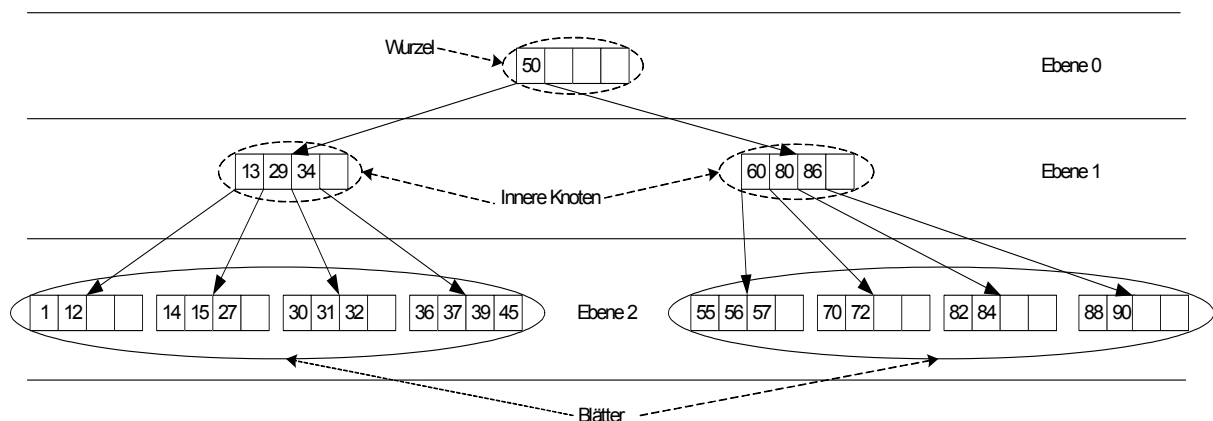 Wurzel
50
Ebene 0
13 29 34
60 80 86
Ebene 1
Innere Knoten
1 12
14 15 27
30 31 32
36 37 39 45
Ebene 2
55 56 57
70 72
82 84
88 90
Blätter